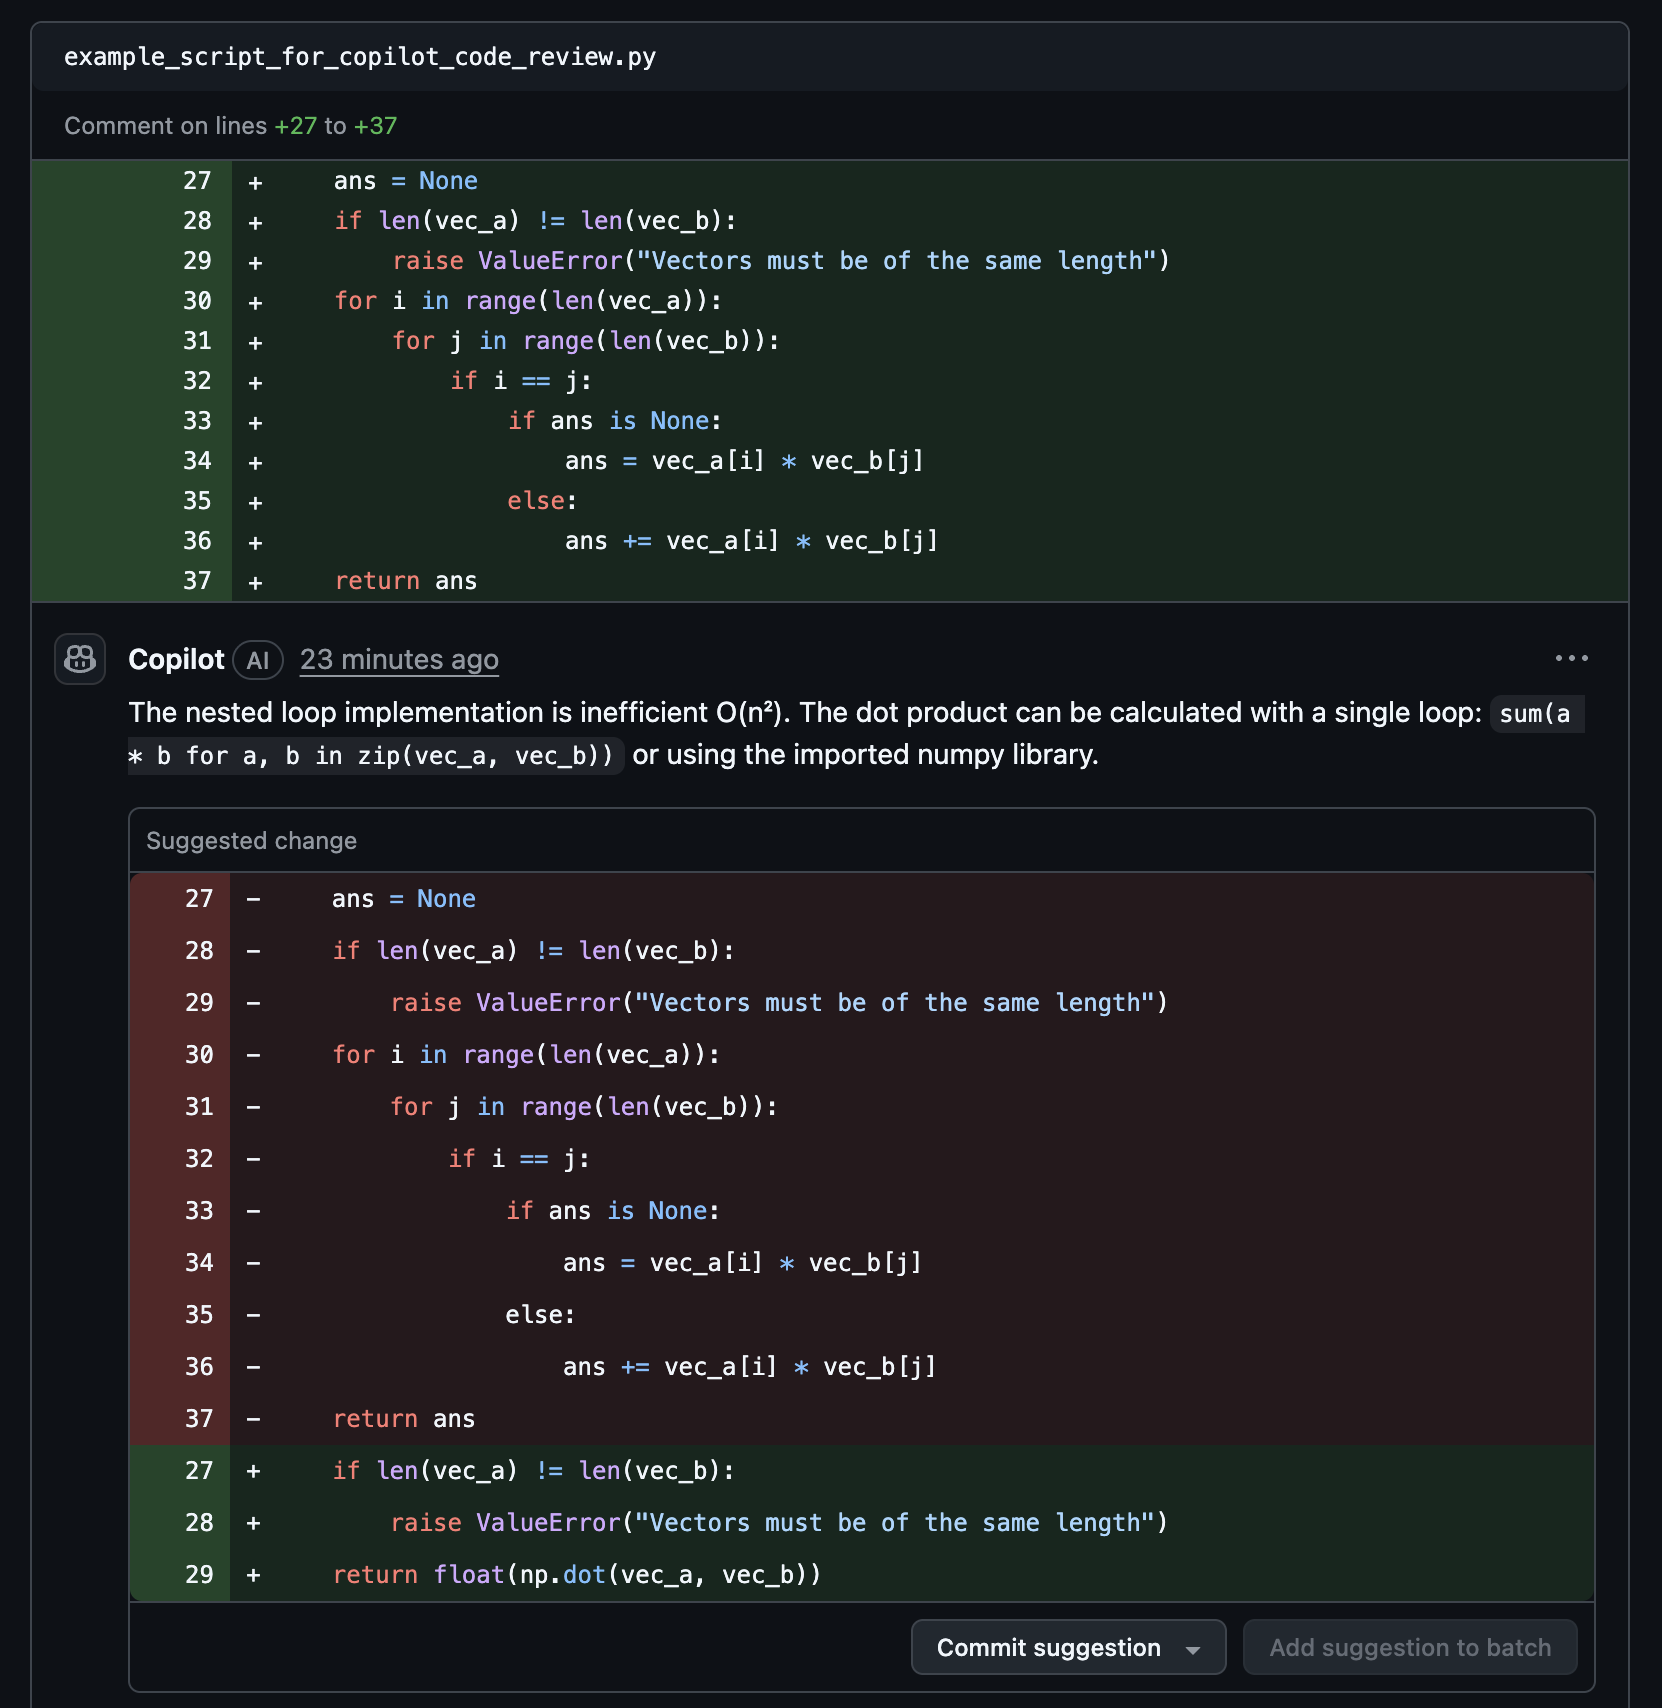 example_script_for_copilot_code_review.py
Comment on lines +27 to +37
27 + ans = None
28 + if len(vec_a) != len(vec_b):
29 + raise ValueError("Vectors must be of the same length")
30 + for i in range(len(vec_a)):
31 + for j in range(len(vec_b)):
32 + if i == j:
33 + if ans is None:
34 + ans = vec_a[i] * vec_b[j]
35 + else:
36 + ans += vec_a[i] * vec_b[j]
37 + return ans
Copilot AI 23 minutes ago
The nested loop implementation is inefficient O(n²). The dot product can be calculated with a single loop: sum(a
* b for a, b in zip(vec_a, vec_b)) or using the imported numpy library.
Suggested change
27 - ans = None
28 - if len(vec_a) != len(vec_b):
29 - raise ValueError("Vectors must be of the same length")
30 - for i in range(len(vec_a)):
31 - for j in range(len(vec_b)):
32 - if i == j:
33 - if ans is None:
34 - ans = vec_a[i] * vec_b[j]
35 - else:
36 - ans += vec_a[i] * vec_b[j]
37 - return ans
27 + if len(vec_a) != len(vec_b):
28 + raise ValueError("Vectors must be of the same length")
29 + return float(np.dot(vec_a, vec_b))
Commit suggestion Add suggestion to batch